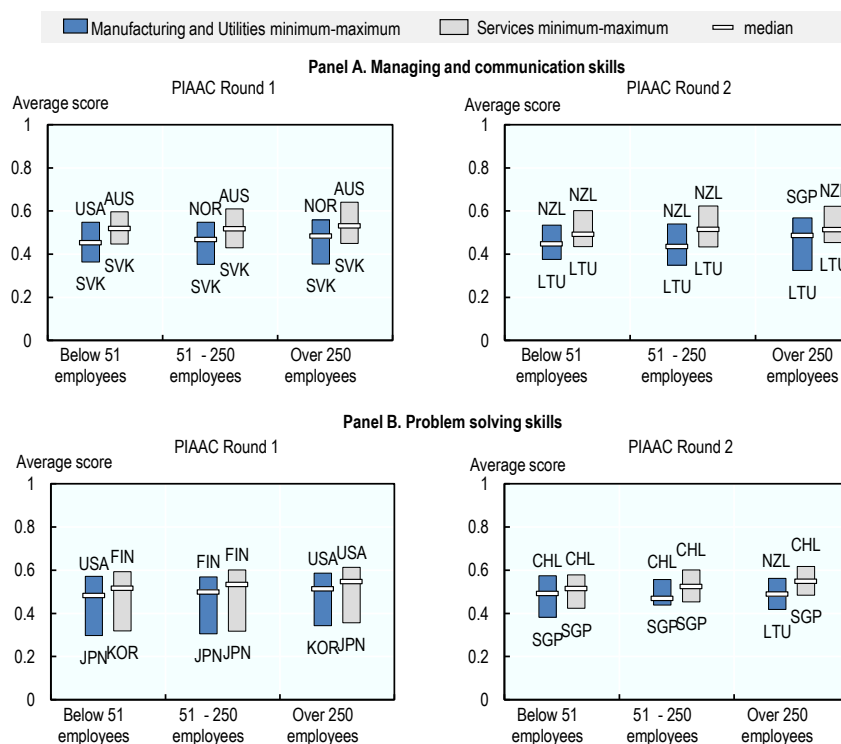 Manufacturing and Utilities minimum-maximum Services minimum-maximum median
Panel A. Managing and communication skills
PIAAC Round 1
Average score
1
0.8
0.6
0.4
0.2
0
USA AUS NOR AUS NOR AUS
SVK SVK SVK SVK SVK SVK
Below 51 employees
51 - 250 employees
Over 250 employees
PIAAC Round 2
Average score
1
0.8
0.6
0.4
0.2
0
NZL NZL NZL NZL SGP NZL
LTU LTU LTU LTU LTU LTU
Below 51 employees
51 - 250 employees
Over 250 employees
Panel B. Problem solving skills
PIAAC Round 1
Average score
1
0.8
0.6
0.4
0.2
0
USA FIN FIN FIN USA USA
JPN KOR JPN JPN KOR JPN
Below 51 employees
51 - 250 employees
Over 250 employees
PIAAC Round 2
Average score
1
0.8
0.6
0.4
0.2
0
CHL CHL CHL CHL NZL CHL
SGP SGP SGP SGP LTU SGP
Below 51 employees
51 - 250 employees
Over 250 employees